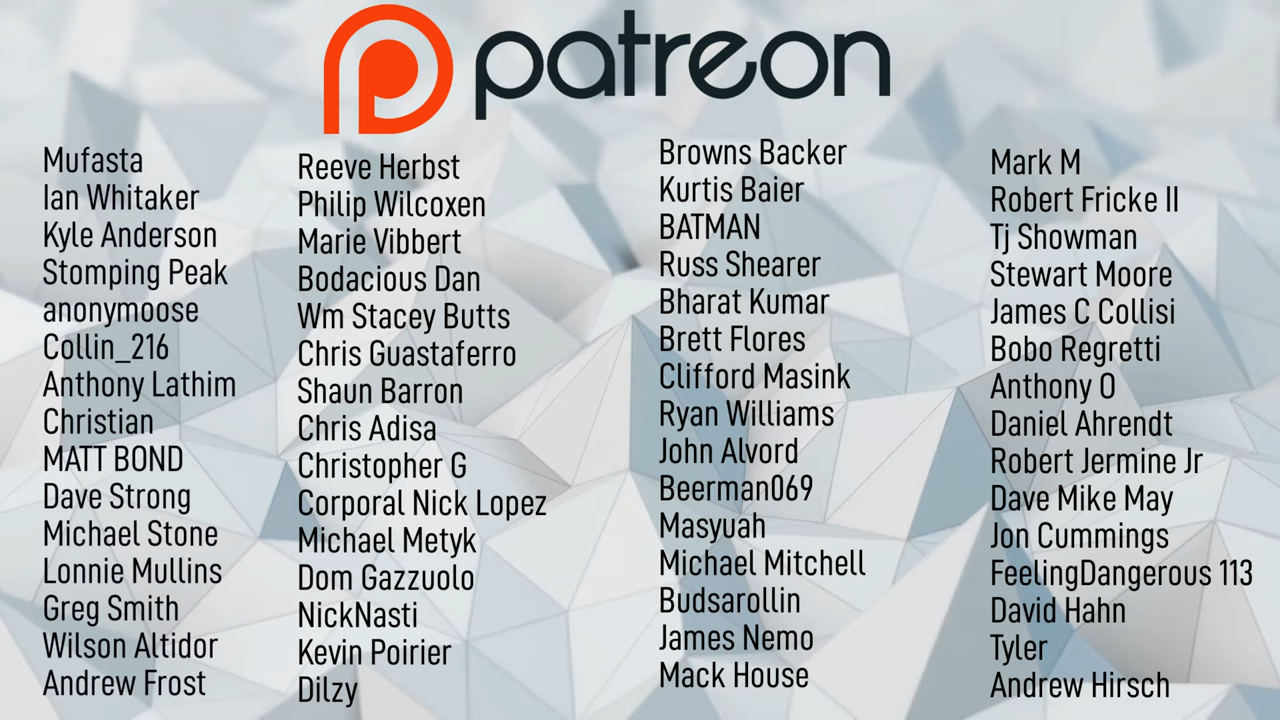 patreon
Mufasta
Ian Whitaker
Kyle Anderson
Stomping Peak
anonymoose
Collin_216
Anthony Lathim
Christian
MATT BOND
Dave Strong
Michael Stone
Lonnie Mullins
Greg Smith
Wilson Altidor
Andrew Frost
Reeve Herbst
Philip Wilcoxen
Marie Vibbert
Bodacious Dan
Wm Stacey Butts
Chris Guastaferro
Shaun Barron
Chris Adisa
Christopher G
Corporal Nick Lopez
Michael Metyk
Dom Gazzuolo
NickNasti
Kevin Poirier
Dilzy
Browns Backer
Kurtis Baier
BATMAN
Russ Shearer
Bharat Kumar
Brett Flores
Clifford Masink
Ryan Williams
John Alvord
Beerman069
Masyuah
Michael Mitchell
Budsarollin
James Nemo
Mack House
Mark M
Robert Fricke II
Tj Showman
Stewart Moore
James C Collisi
Bobo Regretti
Anthony O
Daniel Ahrendt
Robert Jermine Jr
Dave Mike May
Jon Cummings
FeelingDangerous 113
David Hahn
Tyler
Andrew Hirsch